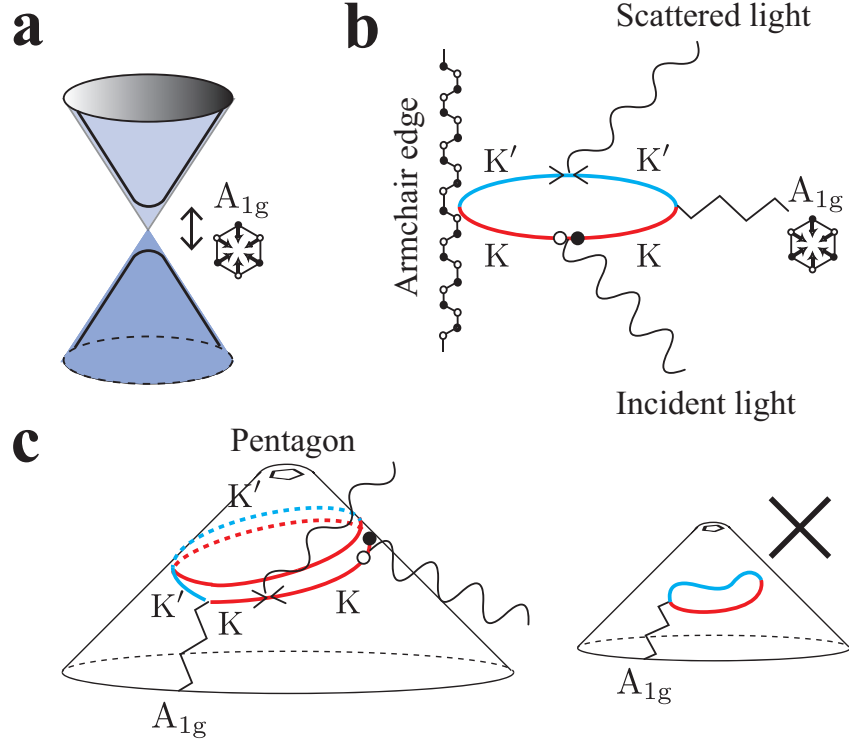 a
A1g
b
Scattered light
Armchair edge
K′ K′
A1g
K K
Incident light
c
Pentagon
K′
K′
K K
A1g
A1g